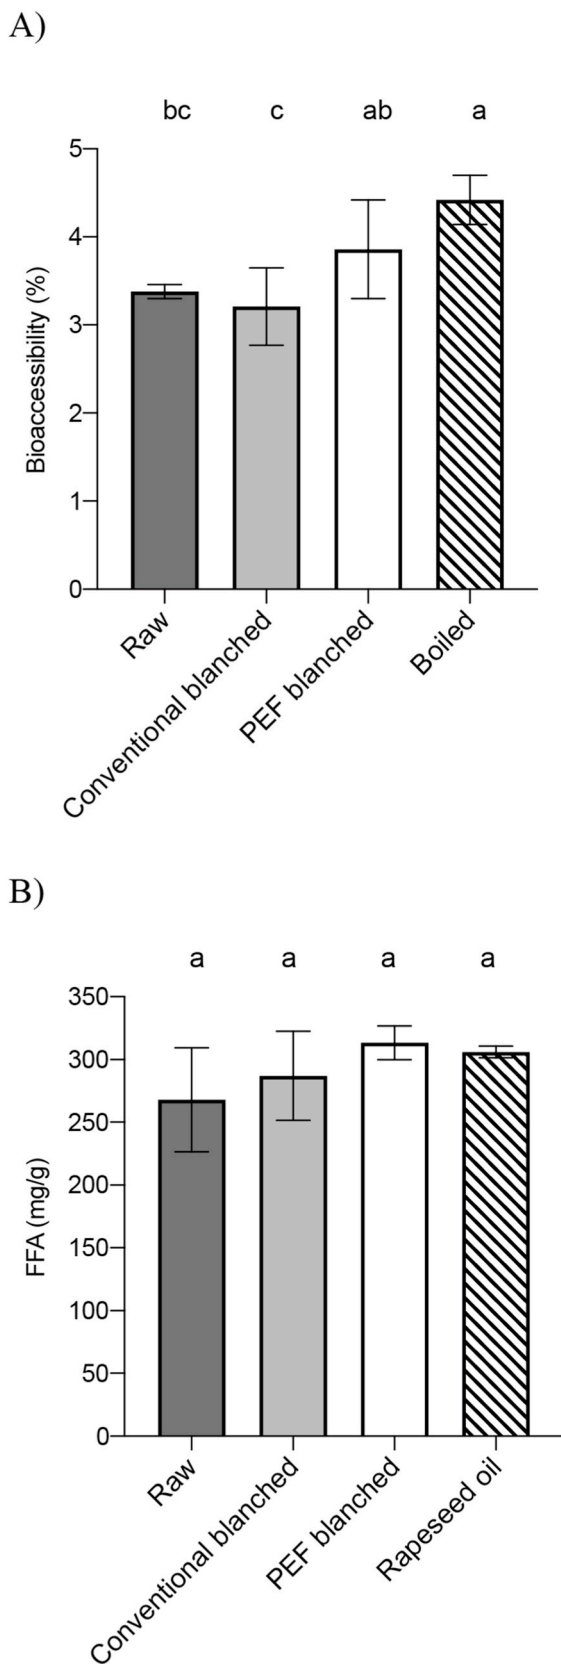 A)
bc c ab a
5
4
3
2
1
0
Bioaccessibility (%)
Raw
Conventional blanched
PEF blanched
Boiled
B)
a a a a
350
300
250
200
150
100
50
0
FFA (mg/g)
Raw
Conventional blanched
PEF blanched
Rapeseed oil